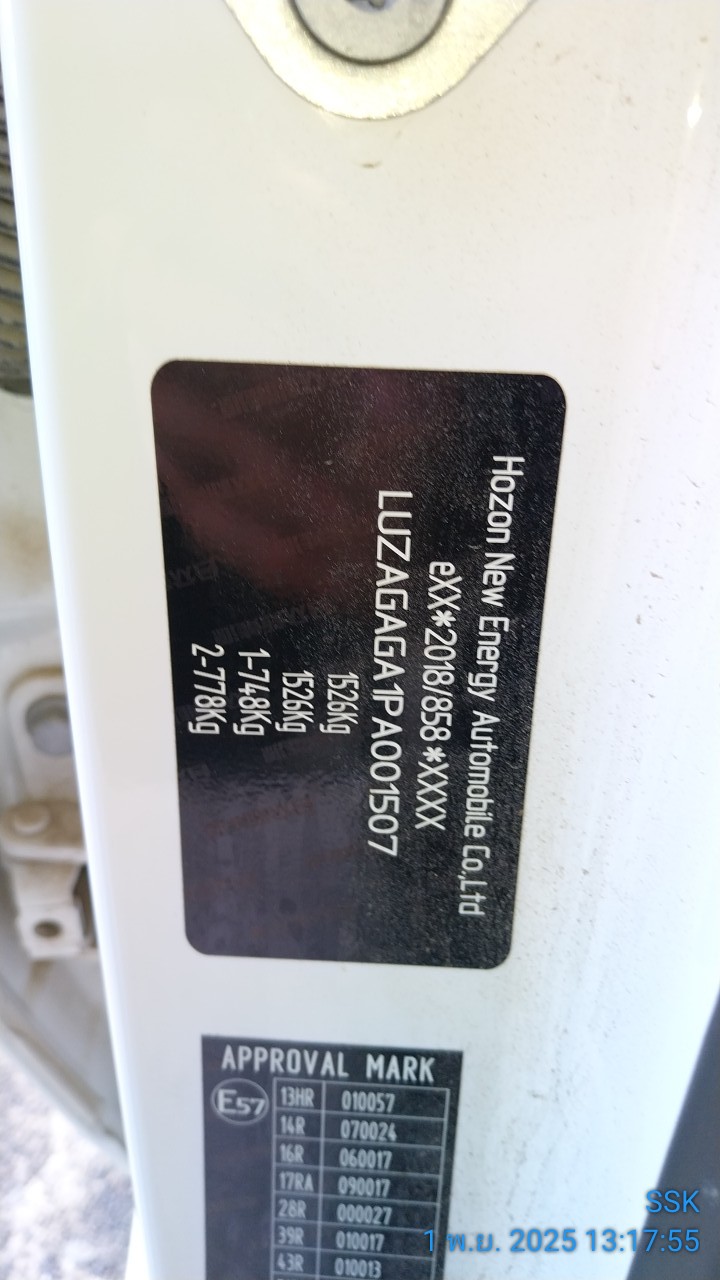 Hozon New Energy Automobile Co.,Ltd
eXX*2018/858*XXXX
LUZAGAGA1PA001507
1526Kg
1526Kg
1-748Kg
2-778Kg
APPROVAL MARK
E57
13HR 010057
14R 070024
16R 060017
17RA 090017
28R 000027
39R 010017
43R 010013
SSK
1 พ.ย. 2025 13:17:55